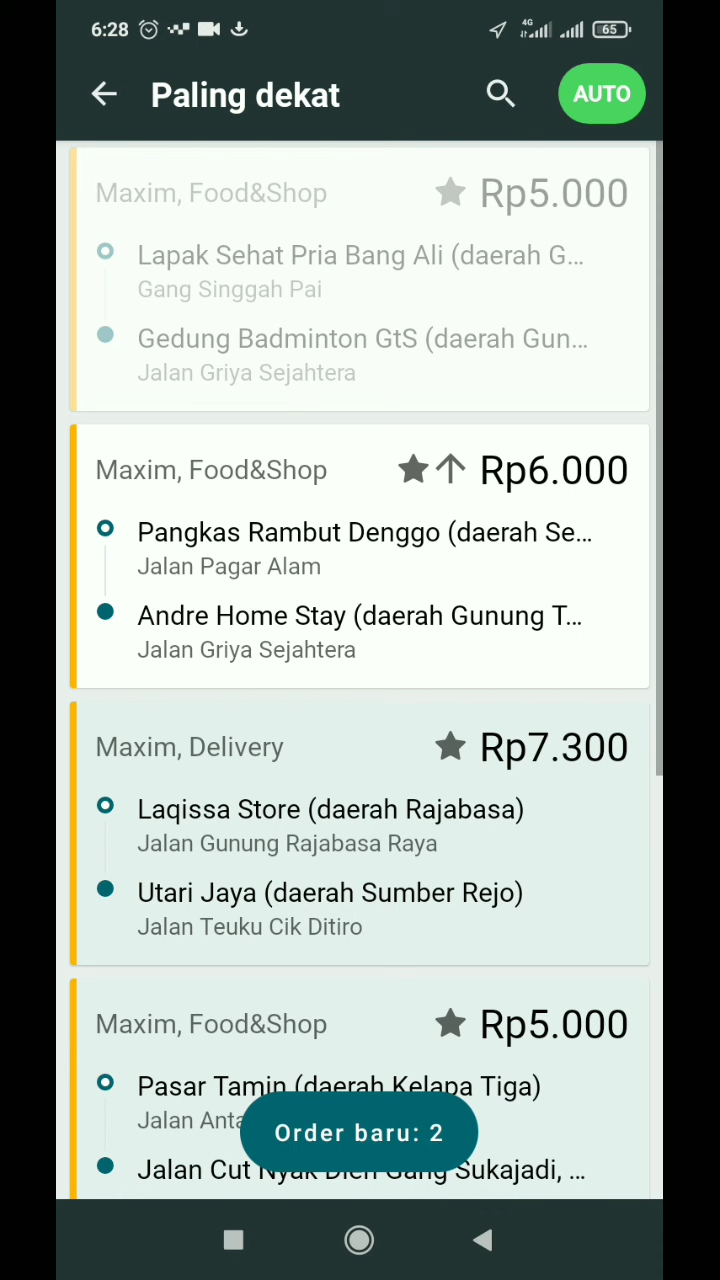 6:28 4G 65
Paling dekat AUTO
Maxim, Food&Shop Rp5.000
Lapak Sehat Pria Bang Ali (daerah G...
Gang Singgah Pai
Gedung Badminton GtS (daerah Gun...
Jalan Griya Sejahtera
Maxim, Food&Shop Rp6.000
Pangkas Rambut Denggo (daerah Se...
Jalan Pagar Alam
Andre Home Stay (daerah Gunung T...
Jalan Griya Sejahtera
Maxim, Delivery Rp7.300
Laqissa Store (daerah Rajabasa)
Jalan Gunung Rajabasa Raya
Utari Jaya (daerah Sumber Rejo)
Jalan Teuku Cik Ditiro
Maxim, Food&Shop Rp5.000
Pasar Tamin (daerah Kelapa Tiga)
Jalan Anta
Order baru: 2
Jalan Cut Nyak Dien Gang Sukajadi, ...